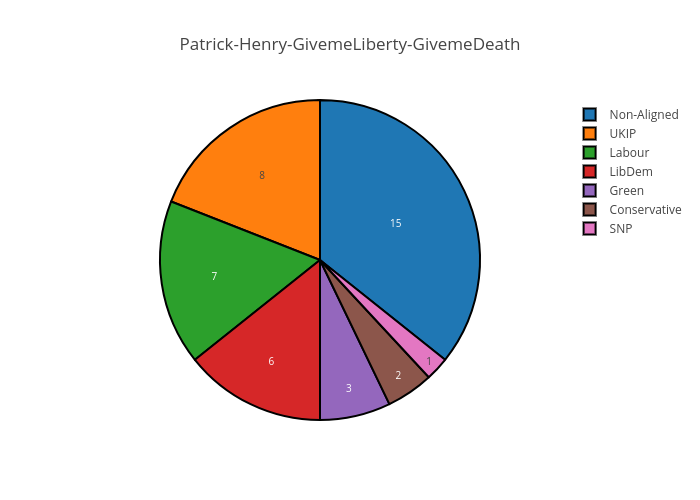 Patrick-Henry-GivemeLiberty-GivemeDeath
Non-Aligned
UKIP
Labour
LibDem
Green
Conservative
SNP
8
15
7
6
3
2
1